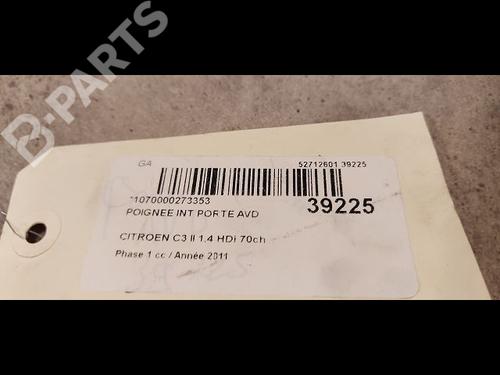 B-PARTS
GA 52712601 39225
*1070000273353
POIGNEE INT PORTE AVD 39225
CITROEN C3 II 1.4 HDi 70ch
Phase 1 cc / Année 2011